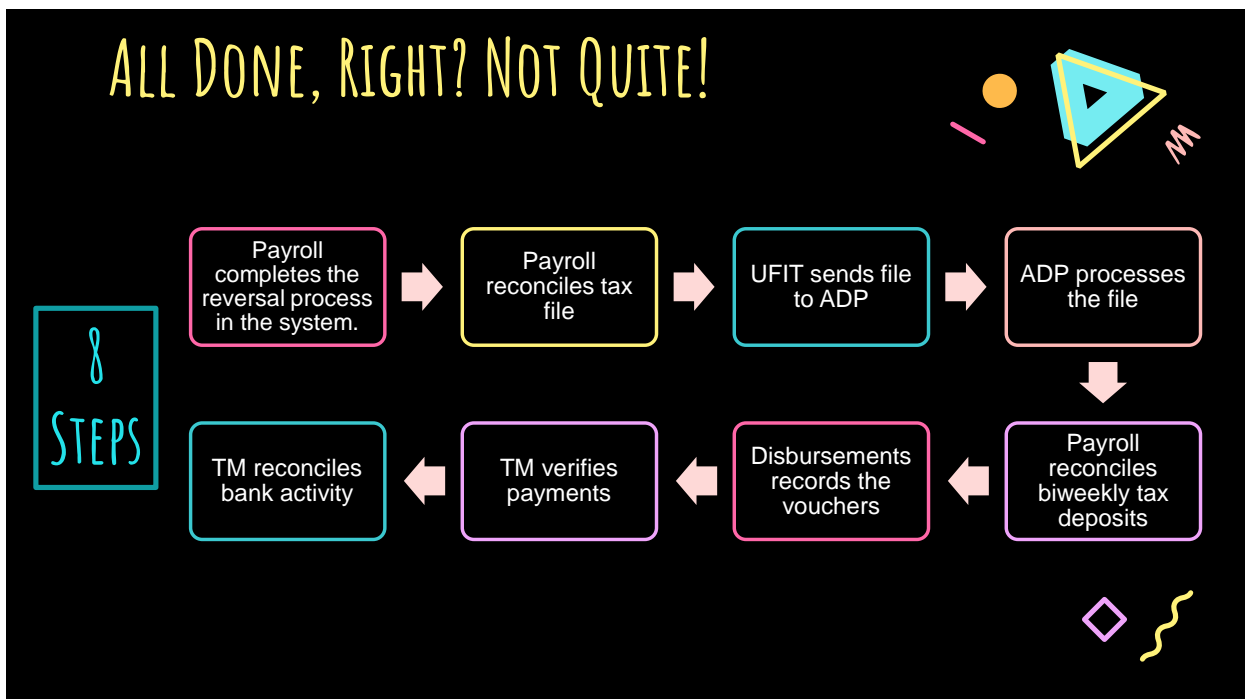 ALL DONE, RIGHT? NOT QUITE!
8
STEPS
Payroll
completes the
reversal process
in the system.
Payroll
reconciles tax
file
UFIT sends file
to ADP
ADP processes
the file
Payroll
reconciles
biweekly tax
deposits
Disbursements
records the
vouchers
TM verifies
payments
TM reconciles
bank activity